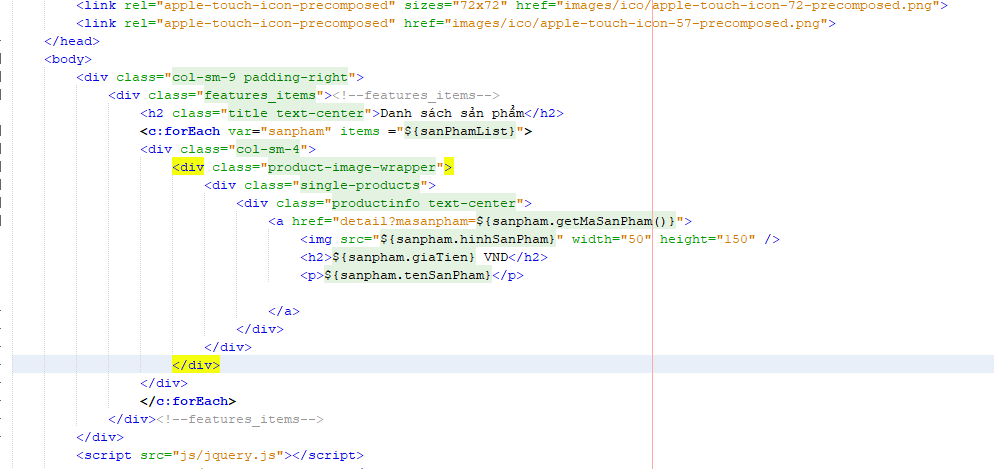 <link rel="apple-touch-icon-precomposed" sizes="72x72" href="images/ico/apple-touch-icon-72-precomposed.png">
<link rel="apple-touch-icon-precomposed" href="images/ico/apple-touch-icon-57-precomposed.png">
</head>
<body>
<div class="col-sm-9 padding-right">
<div class="features_items"><!--features_items-->
<h2 class="title text-center">Danh sách sản phẩm</h2>
<c:forEach var="sanpham" items ="${sanPhamList}">
<div class="col-sm-4">
<div class="product-image-wrapper">
<div class="single-products">
<div class="productinfo text-center">
<a href="detail?masanpham=${sanpham.getMaSanPham()}">
<img src="${sanpham.hinhSanPham}" width="50" height="150" />
<h2>${sanpham.giaTien} VND</h2>
<p>${sanpham.tenSanPham}</p>
</a>
</div>
</div>
</div>
</div>
</c:forEach>
</div><!--features_items-->
</div>
<script src="js/jquery.js"></script>